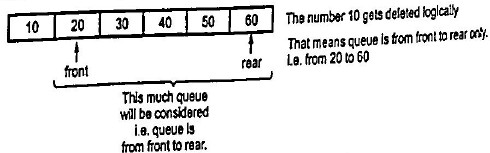 10 20 30 40 50 60
The number 10 gets deleted logically
That means queue is from front to rear only.
i.e. from 20 to 60
front rear
This much queue
will be considered
i.e. queue is
from front to rear.